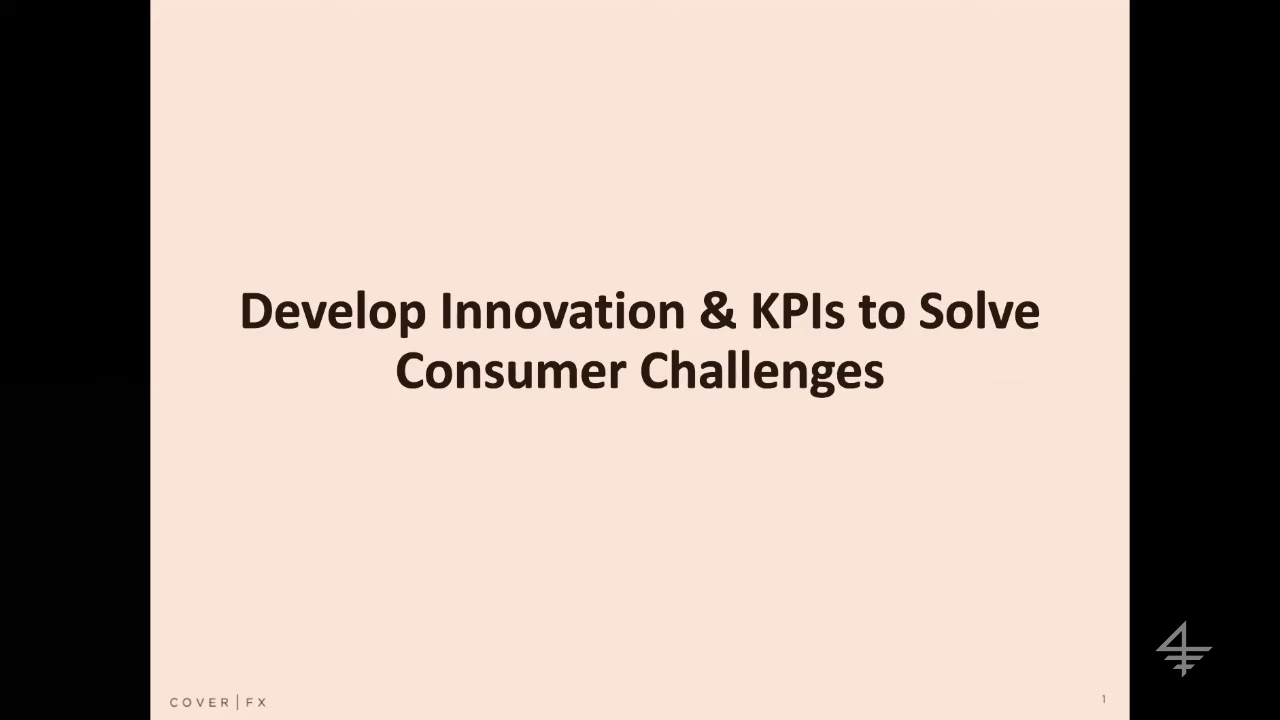 Develop Innovation & KPIs to Solve
Consumer Challenges
COVER | FX
1